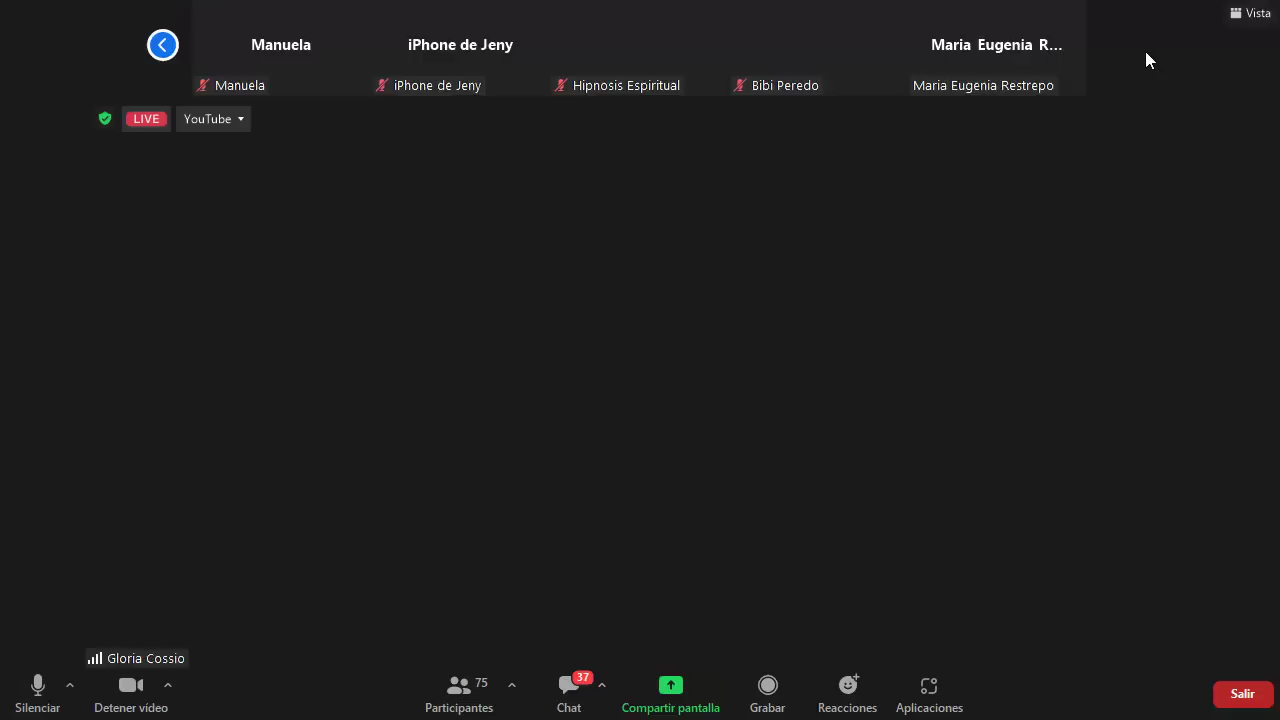 Vista
Manuela
iPhone de Jeny
Maria Eugenia R...
Manuela
iPhone de Jeny
Hipnosis Espiritual
Bibi Peredo
Maria Eugenia Restrepo
LIVE
YouTube
Gloria Cossio
75
37
Silenciar
Detener vídeo
Participantes
Chat
Compartir pantalla
Grabar
Reacciones
Aplicaciones
Salir